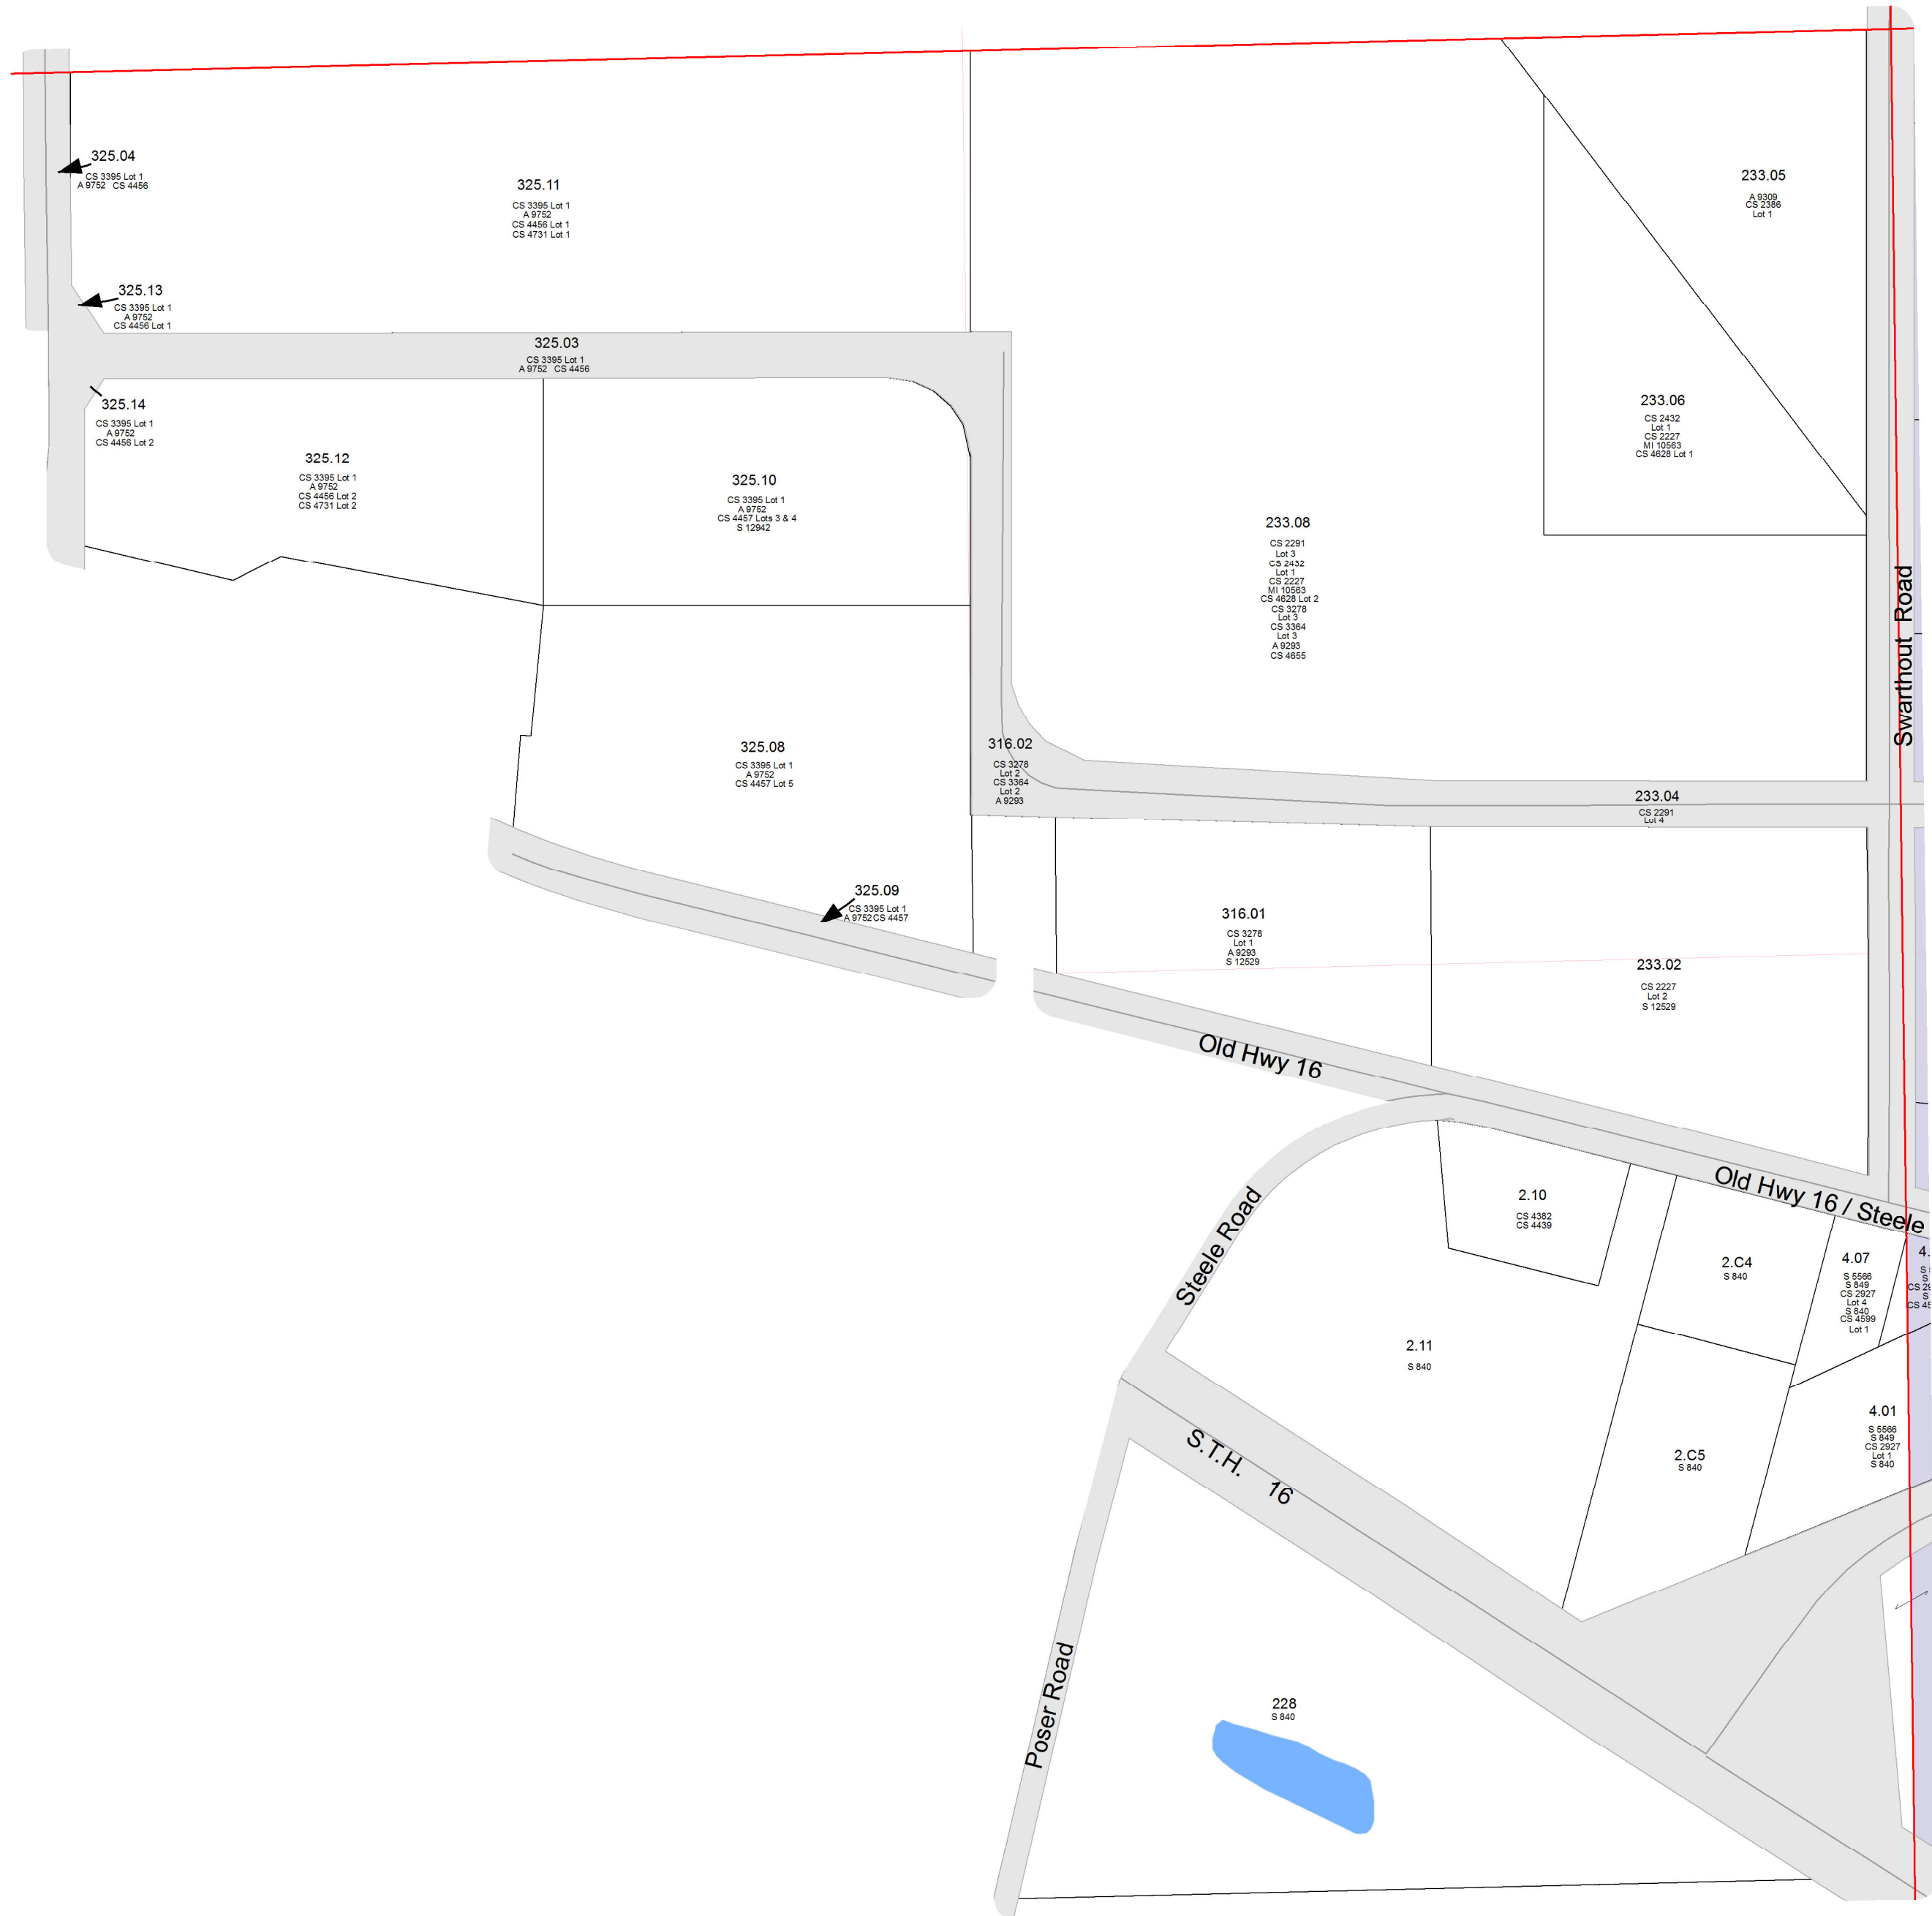 325.04
CS 3395 Lot 1
A 9752 CS 4456
325.11
CS 3395 Lot 1
A 9752
CS 4456 Lot 1
CS 4731 Lot 1
233.05
A 9309
CS 2386
Lot 1
325.13
CS 3395 Lot 1
A 9752
CS 4456 Lot 1
325.03
CS 3395 Lot 1
A 9752 CS 4456
325.14
CS 3395 Lot 1
A 9752
CS 4456 Lot 2
325.12
CS 3395 Lot 1
A 9752
CS 4456 Lot 2
CS 4731 Lot 2
325.10
CS 3395 Lot 1
A 9752
CS 4457 Lots 3 & 4
S 12942
233.06
CS 2432
Lot 1
CS 2227
MI 10563
CS 4628 Lot 1
233.08
CS 2291
Lot 3
CS 2432
Lot 1
CS 2227
MI 10563
CS 4628 Lot 2
CS 3278
Lot 3
CS 3364
Lot 3
A 9293
CS 4655
Swarthout Road
325.08
CS 3395 Lot 1
A 9752
CS 4457 Lot 5
316.02
CS 3278
Lot 2
CS 3364
Lot 2
A 9293
233.04
CS 2291
Lot 4
325.09
CS 3395 Lot 1
A 9752 CS 4457
316.01
CS 3278
Lot 1
A 9293
S 12529
233.02
CS 2227
Lot 2
S 12529
Old Hwy 16
Old Hwy 16 / Steele
Steele Road
2.10
CS 4382
CS 4439
2.C4
S 840
4.07
S 5566
S 849
CS 2927
Lot 4
S 840
CS 4599
Lot 1
4.
S
S
CS 29
S
CS 45
2.11
S 840
4.01
S 5566
S 849
CS 2927
Lot 1
S 840
2.C5
S 840
S.T.H. 16
Poser Road
228
S 840